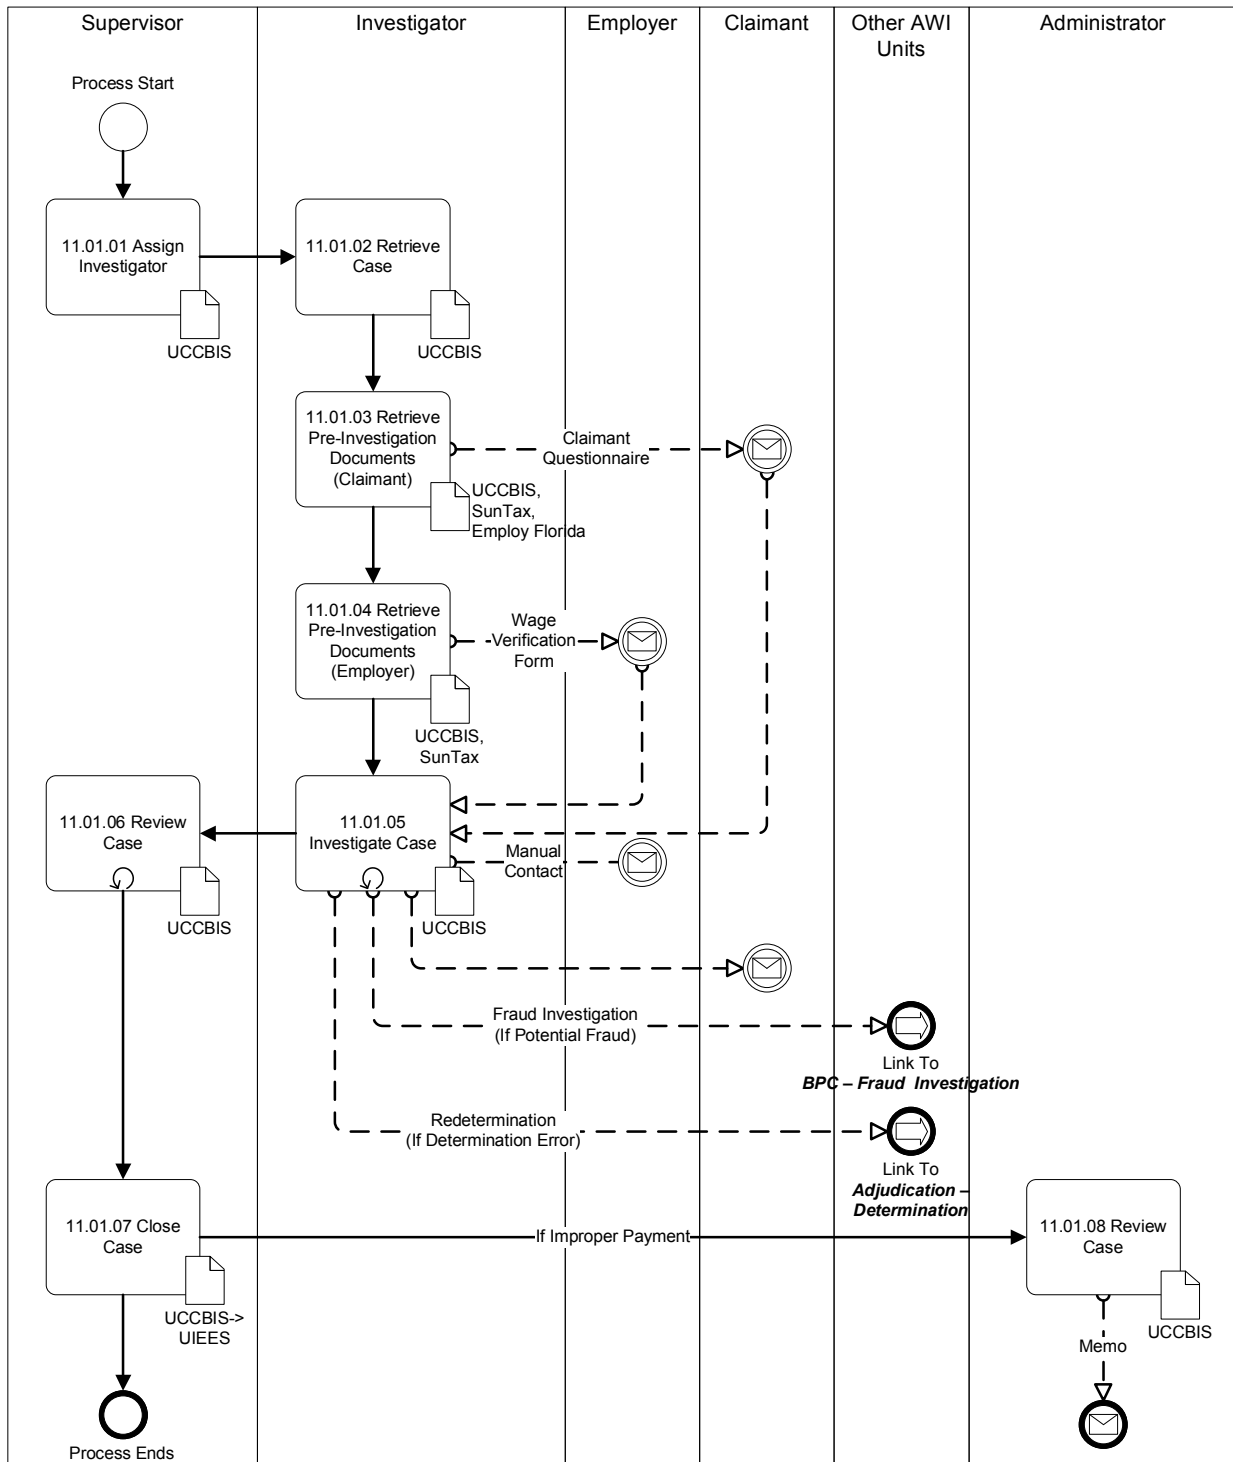 Supervisor
Investigator
Employer
Claimant
Other AWI
Units
Administrator
Process Start
11.01.01 Assign
Investigator
UCCBIS
11.01.02 Retrieve
Case
UCCBIS
11.01.03 Retrieve
Pre-Investigation
Documents
(Claimant)
UCCBIS,
SunTax,
Employ Florida
Claimant
Questionnaire
11.01.04 Retrieve
Pre-Investigation
Documents
(Employer)
UCCBIS,
SunTax
Wage
Verification
Form
11.01.06 Review
Case
UCCBIS
11.01.05
Investigate Case
UCCBIS
Manual
Contact
Fraud Investigation
(If Potential Fraud)
Link To
BPC – Fraud Investigation
Redetermination
(If Determination Error)
Link To
Adjudication –
Determination
11.01.07 Close
Case
UCCBIS->
UIEES
If Improper Payment
11.01.08 Review
Case
UCCBIS
Memo
Process Ends